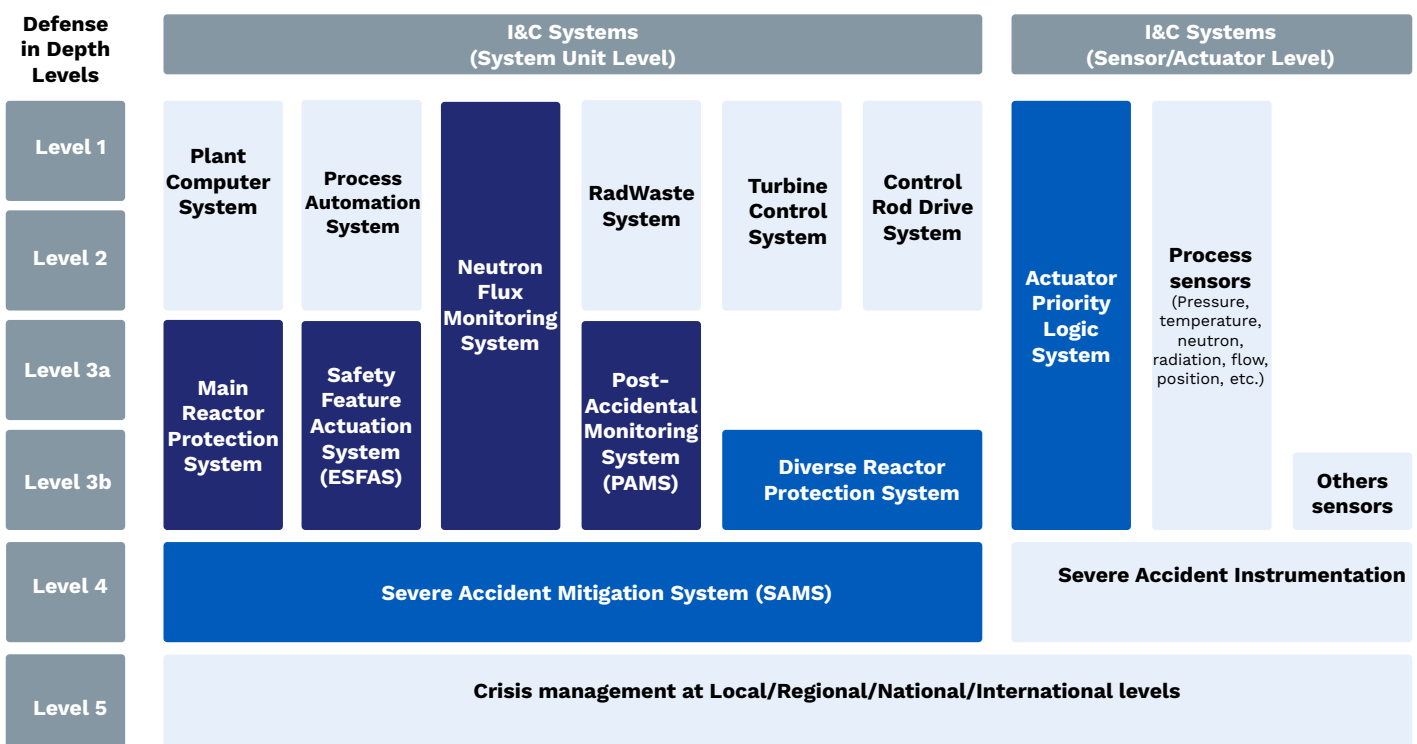 Defense
in Depth
Levels
I&C Systems
(System Unit Level)
I&C Systems
(Sensor/Actuator Level)
Level 1
Level 2
Level 3a
Level 3b
Level 4
Level 5
Plant
Computer
System
Process
Automation
System
Neutron
Flux
Monitoring
System
RadWaste
System
Turbine
Control
System
Control
Rod Drive
System
Actuator
Priority
Logic
System
Process
sensors
(Pressure,
temperature,
neutron,
radiation, flow,
position, etc.)
Main
Reactor
Protection
System
Safety
Feature
Actuation
System
(ESFAS)
Post-
Accidental
Monitoring
System
(PAMS)
Diverse Reactor
Protection System
Others
sensors
Severe Accident Mitigation System (SAMS)
Severe Accident Instrumentation
Crisis management at Local/Regional/National/International levels